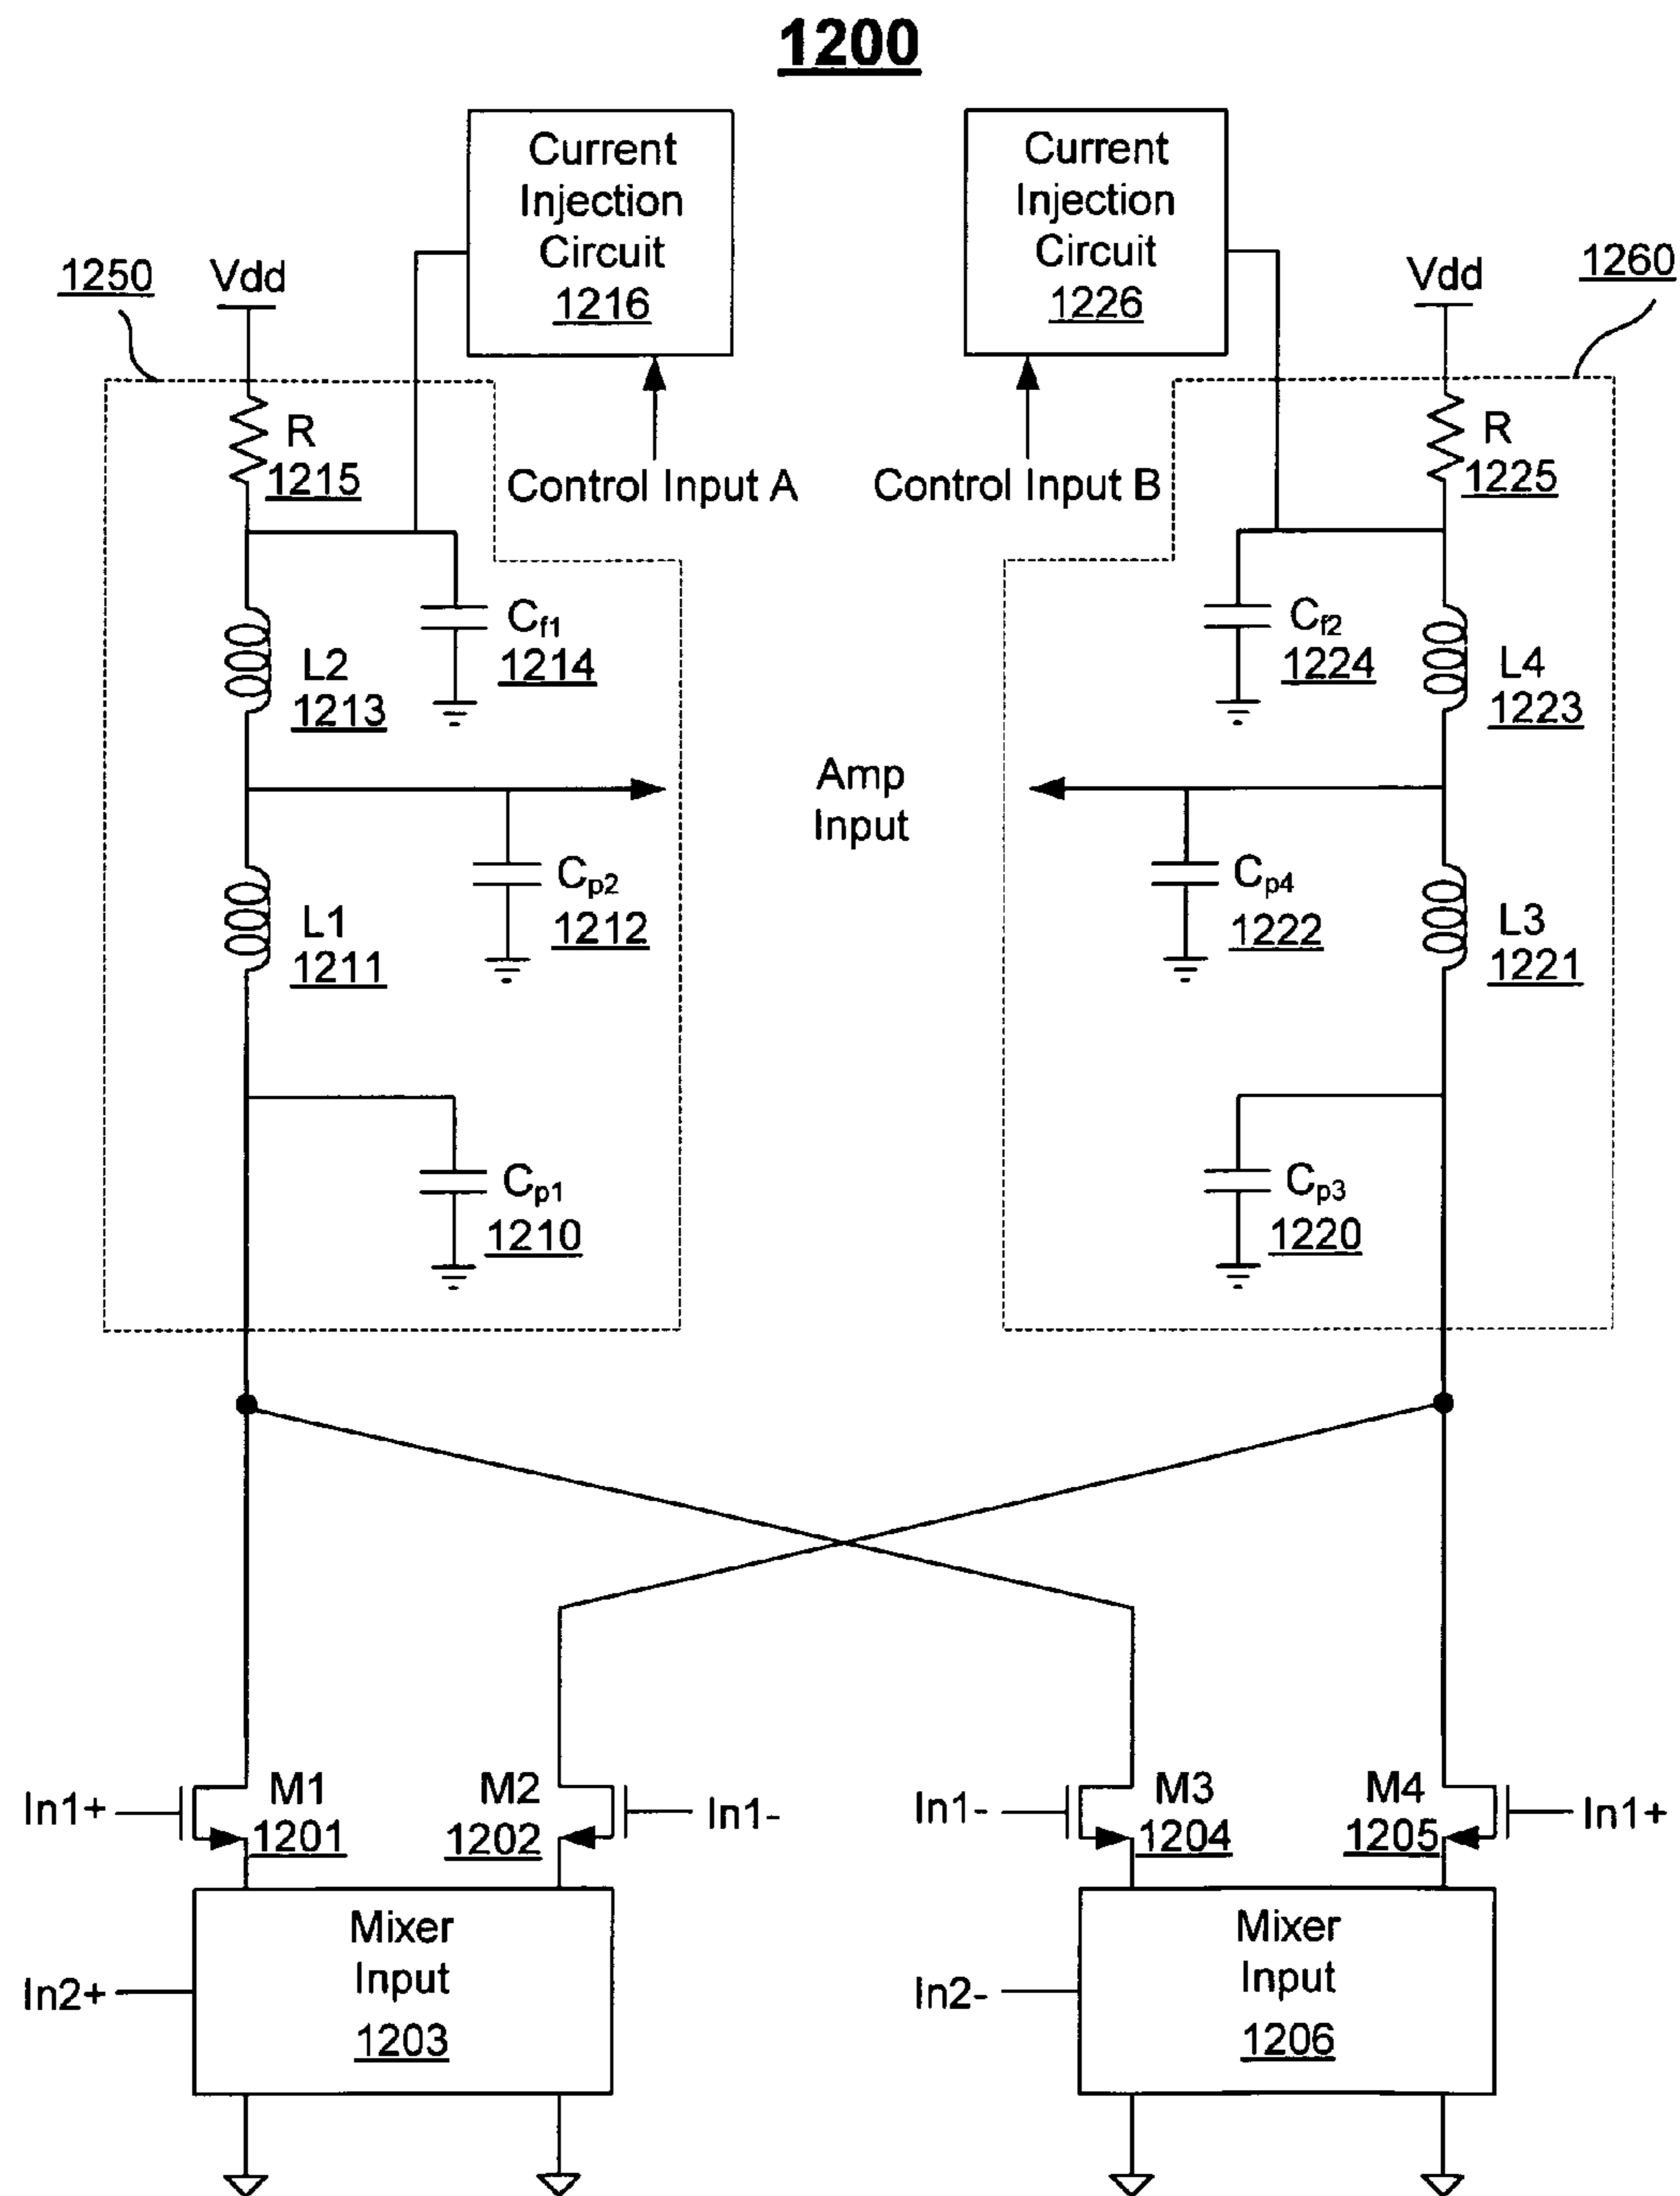 1200
Current
Injection
Circuit
1216
Current
Injection
Circuit
1226
1250
Vdd
Vdd
1260
R
1215
Control Input A
Control Input B
R
1225
Cf1
1214
L2
1213
Cf2
1224
L4
1223
Amp
Input
Cp2
1212
L1
1211
Cp4
1222
L3
1221
Cp1
1210
Cp3
1220
In1+
M1
1201
M2
1202
In1-
In1-
M3
1204
M4
1205
In1+
Mixer
Input
1203
In2+
Mixer
Input
1206
In2-